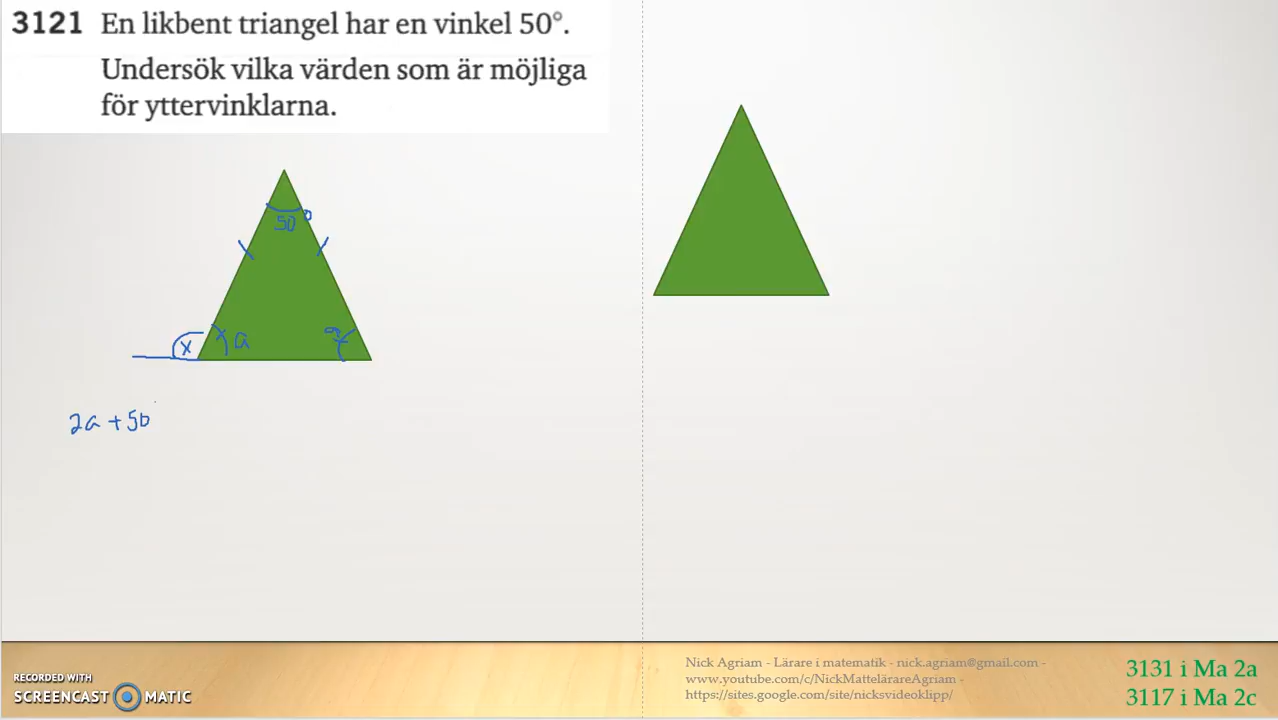 3121 En likbent triangel har en vinkel 50°.
Undersök vilka värden som är möjliga
för yttervinklarna.
50°
x
a
a
2a + 50
Nick Agriam - Lärare i matematik - nick.agriam@gmail.com -
www.youtube.com/c/NickMattelärareAgriam -
https://sites.google.com/site/nicksvideoklipp/
3131 i Ma 2a
3117 i Ma 2c
RECORDED WITH
SCREENCAST MATIC